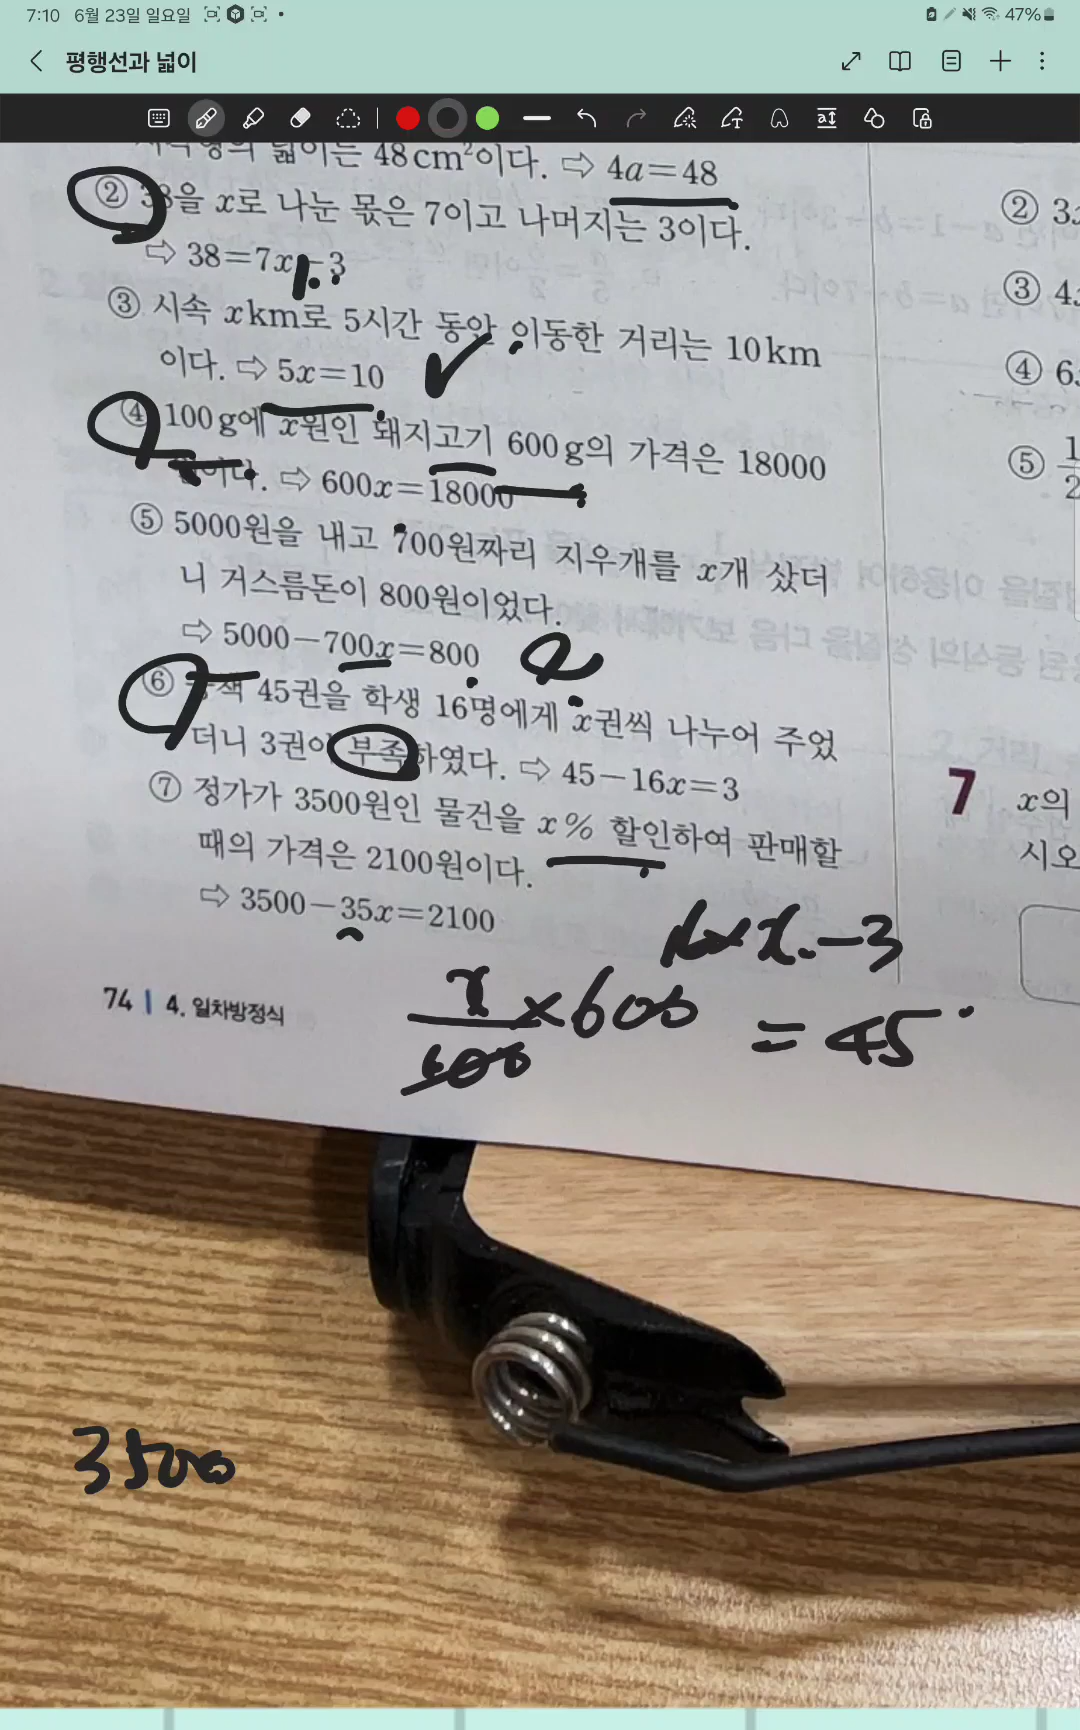 7:10 6월 23일 일요일
47%
평행선과 넓이
넓이는 48 cm²이다. ⇨ 4a=48
② 38을 x로 나눈 몫은 7이고 나머지는 3이다.
⇨ 38=7x-3
③ 시속 x km로 5시간 동안 이동한 거리는 10 km
이다. ⇨ 5x=10
④ 100 g에 x원인 돼지고기 600 g의 가격은 18000
원이다. ⇨ 600x=18000
⑤ 5000원을 내고 700원짜리 지우개를 x개 샀더
니 거스름돈이 800원이었다.
⇨ 5000-700x=800
⑥ 공책 45권을 학생 16명에게 x권씩 나누어 주었
더니 3권이 부족하였다. ⇨ 45-16x=3
⑦ 정가가 3500원인 물건을 x % 할인하여 판매할
때의 가격은 2100원이다.
⇨ 3500-35x=2100
x-3
x/100 ×600
=45
74 4. 일차방정식
② 3
③ 4
④ 6
⑤ 1/2
7 x의
시오
3500